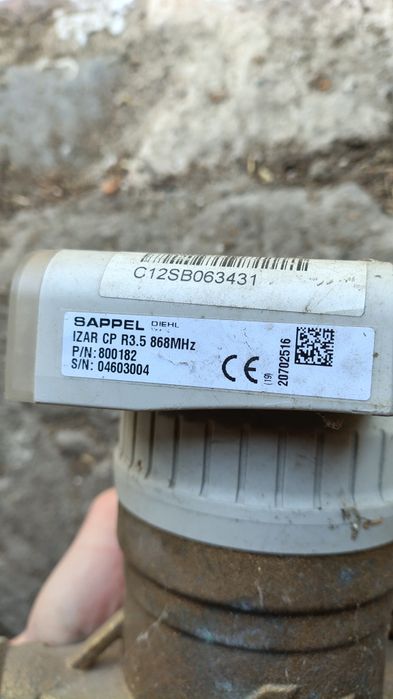 C12SB063431
SAPPEL DIEHL
IZAR CP R3.5 868MHz
P/N: 800182
S/N: 04603004
CE
(19)
20702516